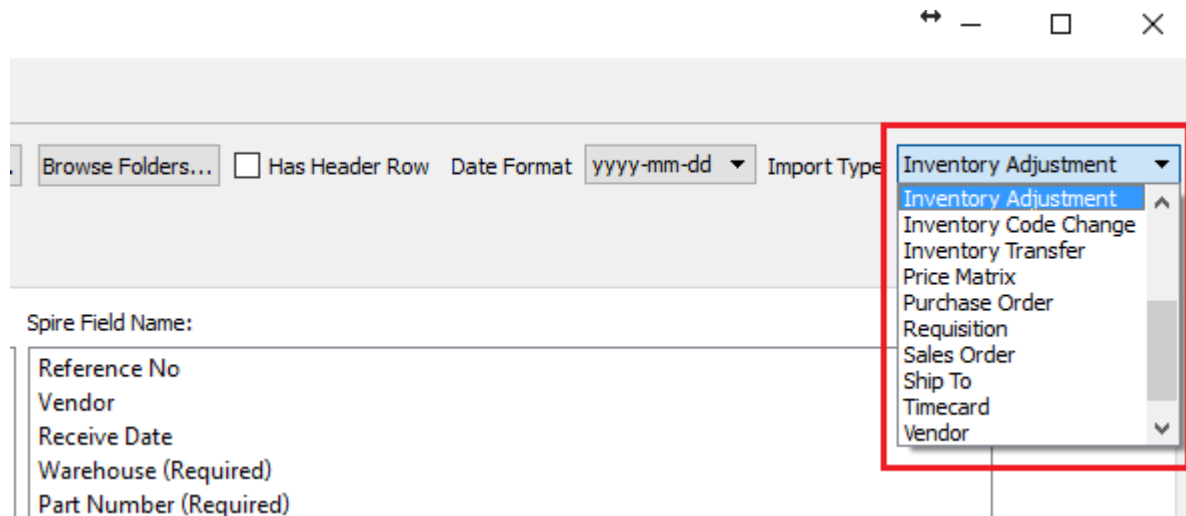 Browse Folders... Has Header Row Date Format yyyy-mm-dd Import Type Inventory Adjustment
Inventory Adjustment
Inventory Code Change
Inventory Transfer
Price Matrix
Purchase Order
Requisition
Sales Order
Ship To
Timecard
Vendor
Spire Field Name:
Reference No
Vendor
Receive Date
Warehouse (Required)
Part Number (Required)